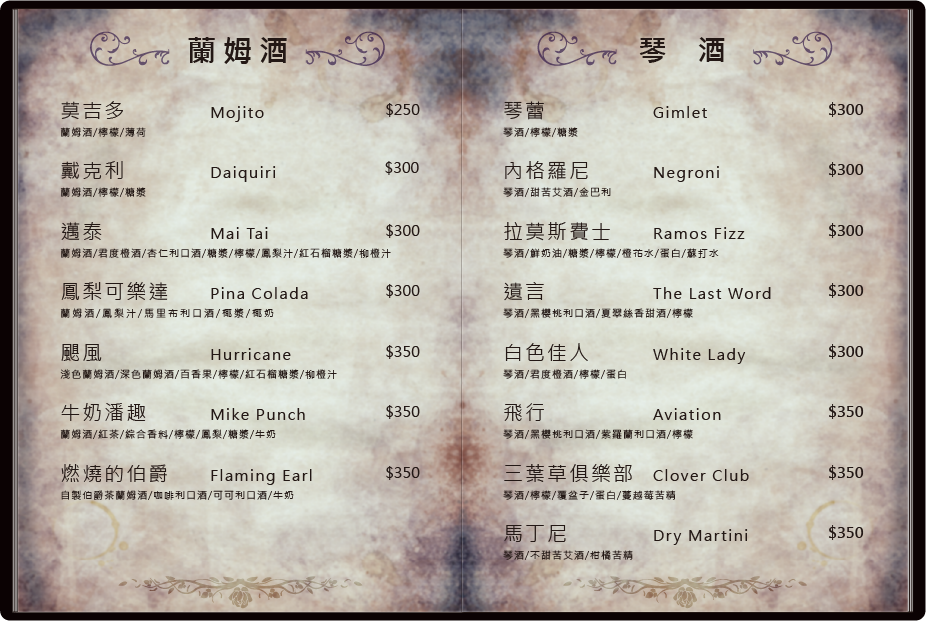 蘭姆酒
莫吉多 Mojito $250
蘭姆酒/檸檬/薄荷
戴克利 Daiquiri $300
蘭姆酒/檸檬/糖漿
邁泰 Mai Tai $300
蘭姆酒/君度橙酒/杏仁利口酒/糖漿/檸檬/鳳梨汁/紅石榴糖漿/柳橙汁
鳳梨可樂達 Pina Colada $300
蘭姆酒/鳳梨汁/馬里布利口酒/椰漿/椰奶
颶風 Hurricane $350
淺色蘭姆酒/深色蘭姆酒/百香果/檸檬/紅石榴糖漿/柳橙汁
牛奶潘趣 Mike Punch $350
蘭姆酒/紅茶/綜合香料/檸檬/鳳梨/糖漿/牛奶
燃燒的伯爵 Flaming Earl $350
自製伯爵茶蘭姆酒/咖啡利口酒/可可利口酒/牛奶
琴 酒
琴蕾 Gimlet $300
琴酒/檸檬/糖漿
內格羅尼 Negroni $300
琴酒/甜苦艾酒/金巴利
拉莫斯費士 Ramos Fizz $300
琴酒/鮮奶油/糖漿/檸檬/橙花水/蛋白/蘇打水
遺言 The Last Word $300
琴酒/黑櫻桃利口酒/夏翠絲香甜酒/檸檬
白色佳人 White Lady $300
琴酒/君度橙酒/檸檬/蛋白
飛行 Aviation $350
琴酒/黑櫻桃利口酒/紫羅蘭利口酒/檸檬
三葉草俱樂部 Clover Club $350
琴酒/檸檬/覆盆子/蛋白/蔓越莓苦精
馬丁尼 Dry Martini $350
琴酒/不甜苦艾酒/柑橘苦精